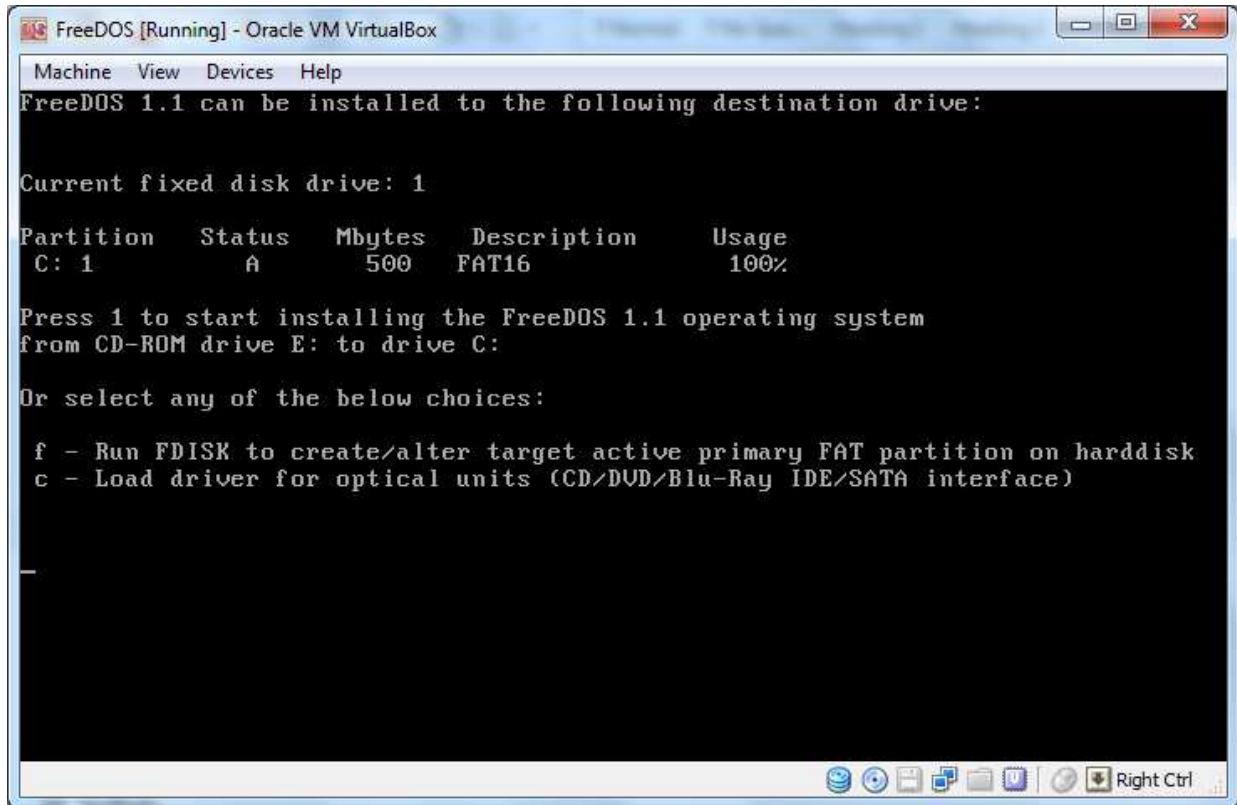 FreeDOS [Running] - Oracle VM VirtualBox
Machine View Devices Help
FreeDOS 1.1 can be installed to the following destination drive:
Current fixed disk drive: 1
Partition Status Mbytes Description Usage
C: 1 A 500 FAT16 100%
Press 1 to start installing the FreeDOS 1.1 operating system
from CD-ROM drive E: to drive C:
Or select any of the below choices:
f - Run FDISK to create/alter target active primary FAT partition on harddisk
c - Load driver for optical units (CD/DVD/Blu-Ray IDE/SATA interface)
Right Ctrl